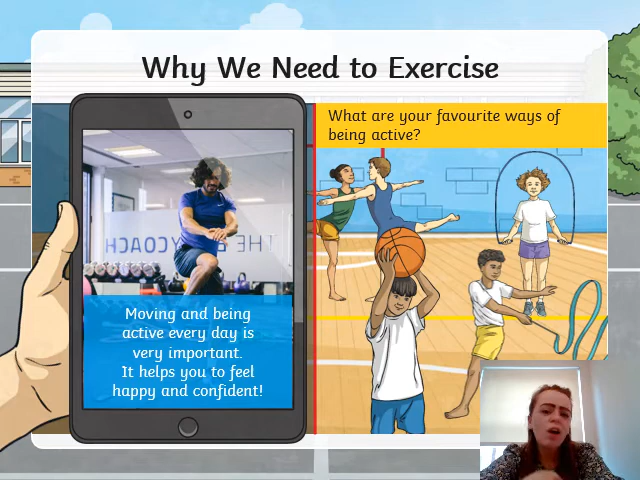 Why We Need to Exercise
What are your favourite ways of
being active?
Moving and being
active every day is
very important.
It helps you to feel
happy and confident!